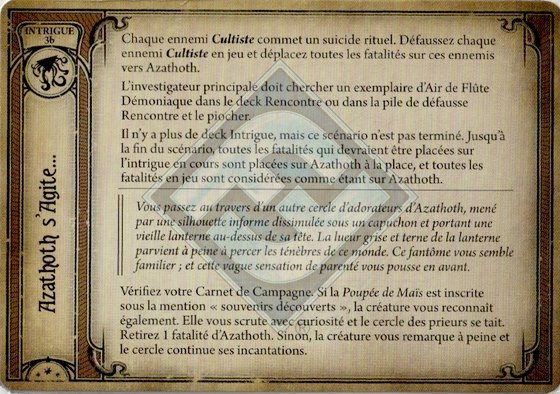 INTRIGUE
3b
Azathoth s'Agite...
Chaque ennemi Cultiste commet un suicide rituel. Défaussez chaque
ennemi Cultiste en jeu et déplacez toutes les fatalités sur ces ennemis
vers Azathoth.
L'investigateur principale doit chercher un exemplaire d'Air de Flûte
Démoniaque dans le deck Rencontre ou dans la pile de défausse
Rencontre et le piocher.
Il n'y a plus de deck Intrigue, mais ce scénario n'est pas terminé. Jusqu'à
la fin du scénario, toutes les fatalités qui devraient être placées sur
l'intrigue en cours sont placées sur Azathoth à la place, et toutes les
fatalités en jeu sont considérées comme étant sur Azathoth.
Vous passez au travers d'un autre cercle d'adorateur d'Azathoth, mené
par une silhouette informe dissimulée sous un capuchon et portant une
vieille lanterne au-dessus de sa tête. La lueur grise et terne de la lanterne
parvient à peine à percer les ténèbres de ce monde. Ce fantôme vous semble
familier ; et cette vague sensation de parenté vous pousse en avant.
Vérifiez votre Carnet de Campagne. Si la Poupée de Maïs est inscrite
sous la mention « souvenirs découverts », la créature vous reconnait
également. Elle vous scrute avec curiosité et le cercle des prieurs se tait.
Retirez 1 fatalité d'Azathoth. Sinon, la créature vous remarque à peine et
le cercle continue ses incantations.